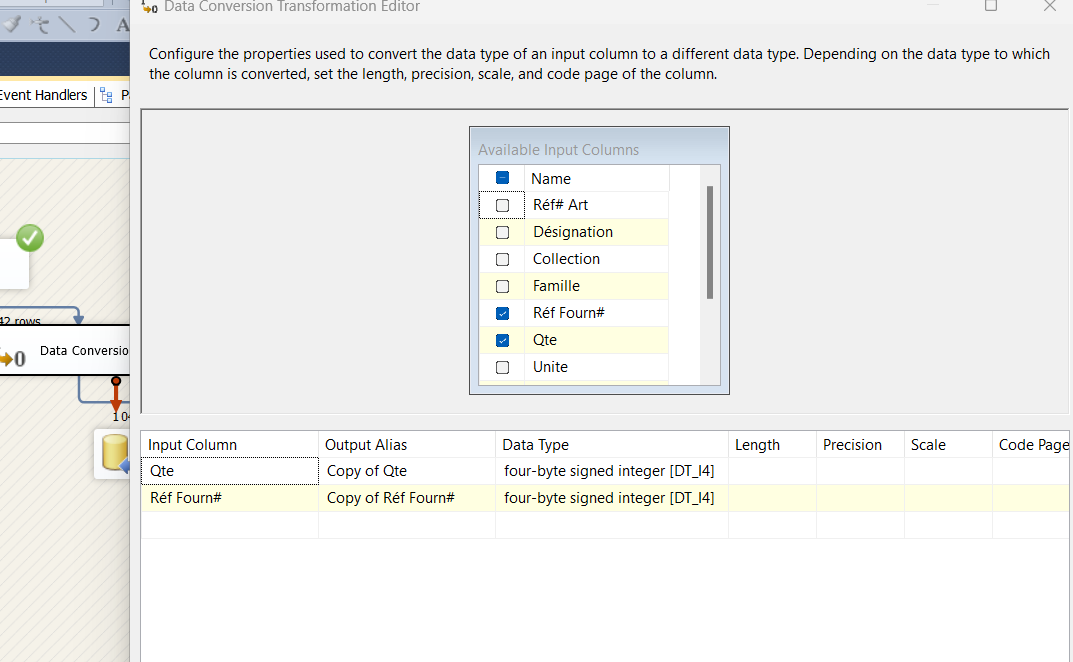 Data Conversion Transformation Editor
A
Configure the properties used to convert the data type of an input column to a different data type. Depending on the data type to which
the column is converted, set the length, precision, scale, and code page of the column.
Event Handlers
Available Input Columns
Name
Réf# Art
Désignation
Collection
Famille
Réf Fourn#
Qte
Unite
42 rows
0 Data Conversio
10
Input Column Output Alias Data Type Length Precision Scale Code Page
Qte Copy of Qte four-byte signed integer [DT_I4]
Réf Fourn# Copy of Réf Fourn# four-byte signed integer [DT_I4]